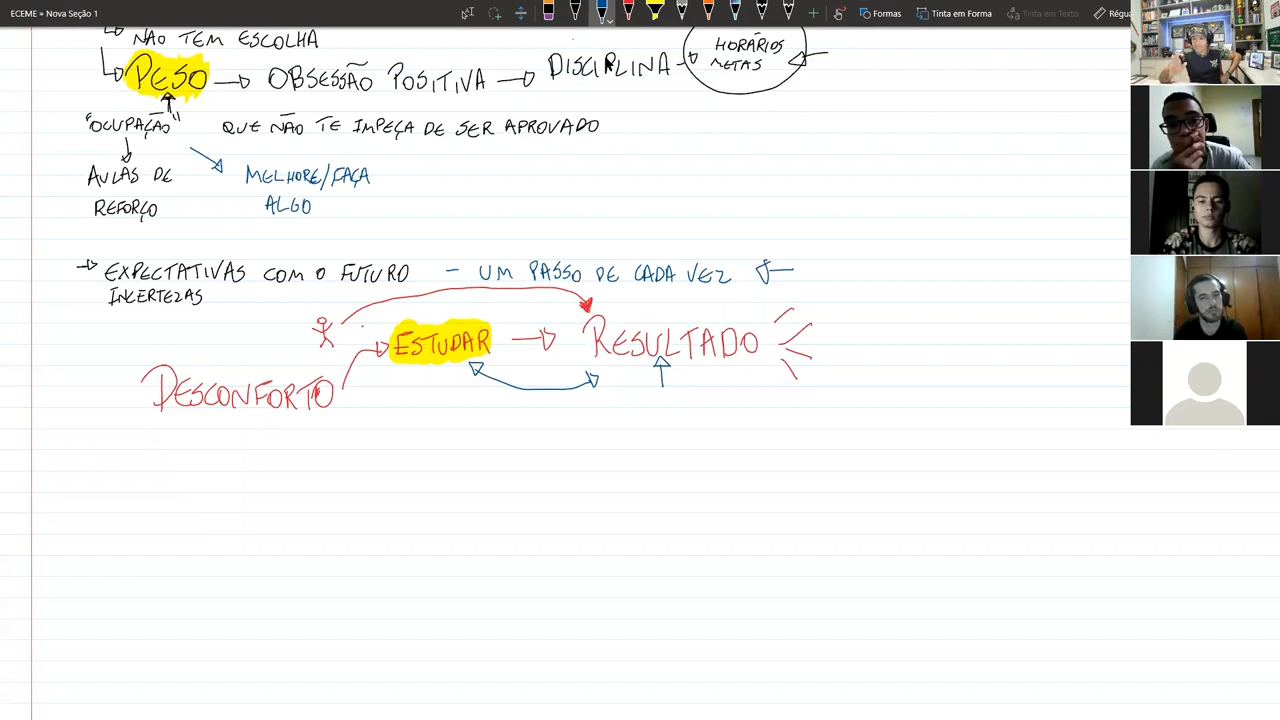 ECEME » Nova Seção 1
Formas
Tinta em Forma
Tinta em Texto
Régua
NÃO TEM ESCOLHA
PESO → OBSESSÃO POSITIVA → DISCIPLINA → HORÁRIOS
METAS
"OCUPAÇÃO" QUE NÃO TE IMPEÇA DE SER APROVADO
AULAS DE
REFORÇO
MELHORE/FAÇA
ALGO
→ EXPECTATIVAS COM O FUTURO - UM PASSO DE CADA VEZ
INCERTEZAS
ESTUDAR → RESULTADO
DESCONFORTO